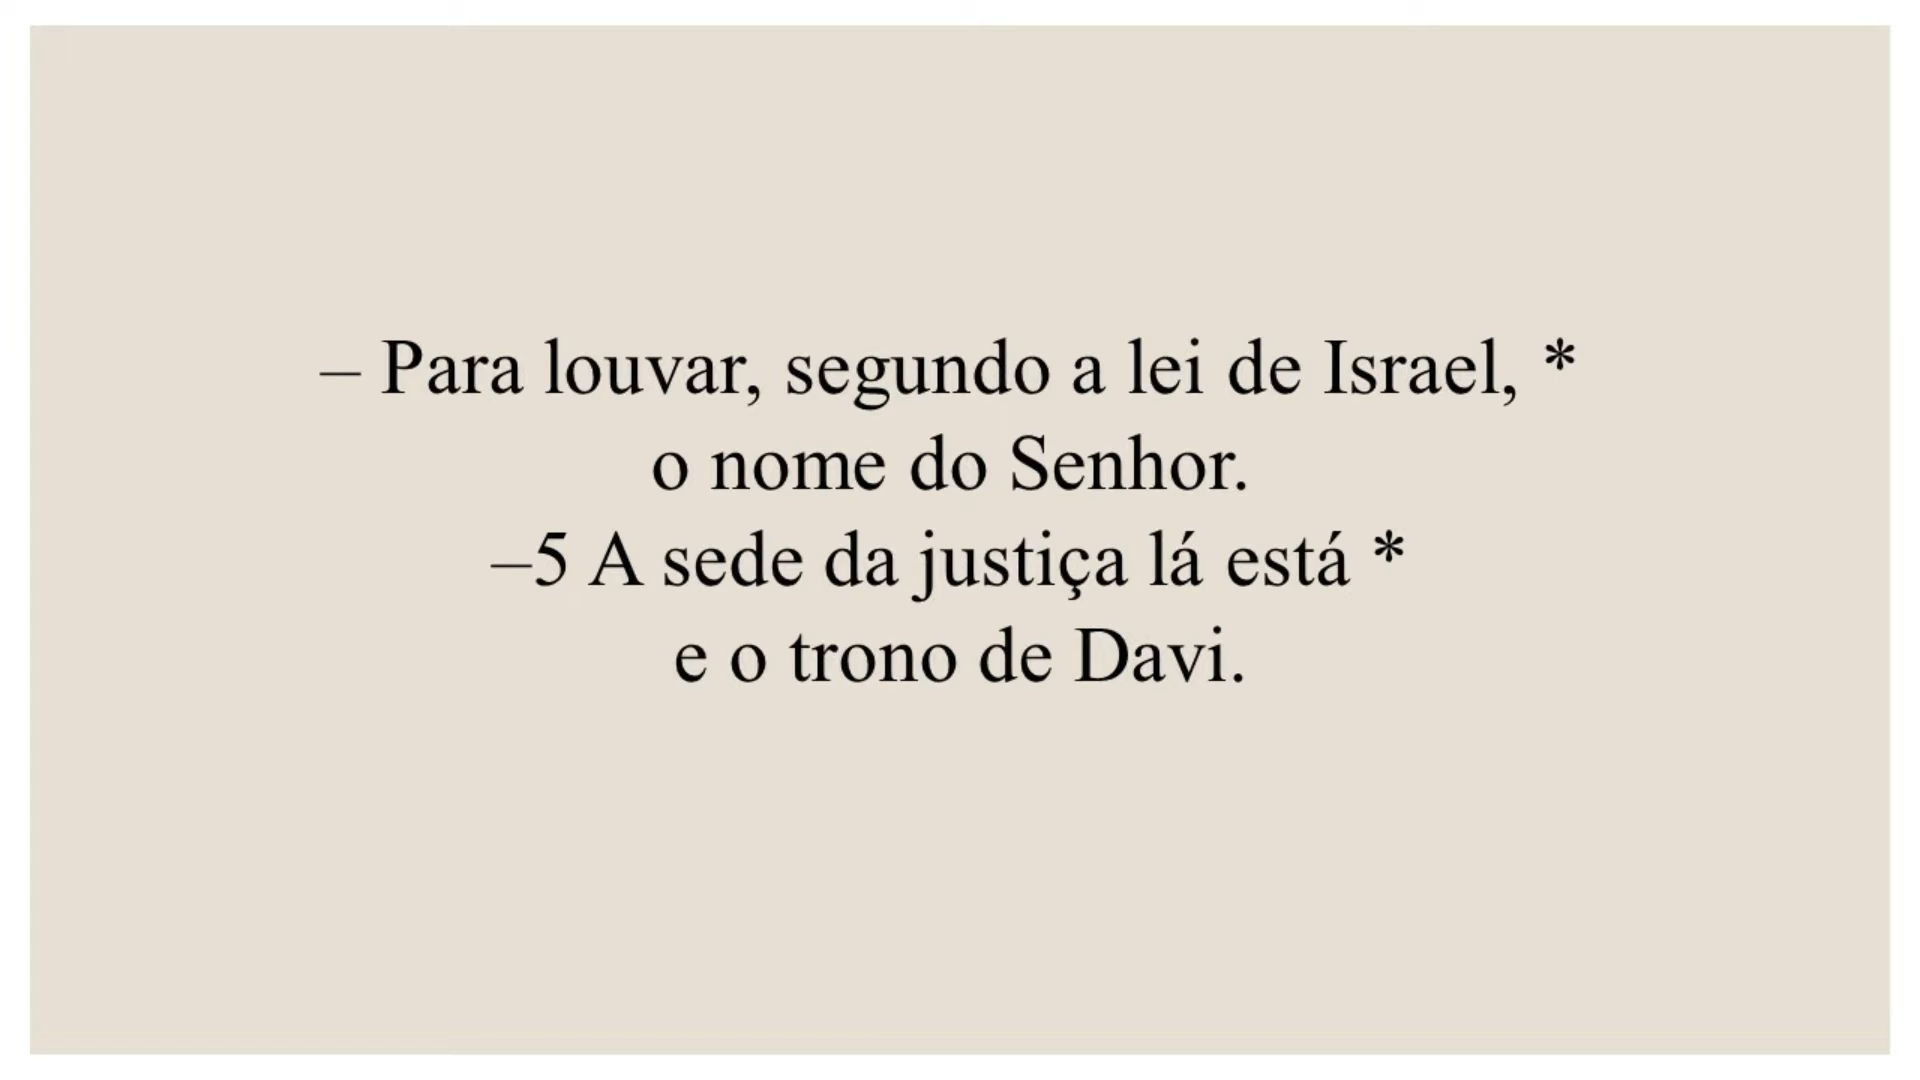 – Para louvar, segundo a lei de Israel, *
o nome do Senhor.
–5 A sede da justiça lá está *
e o trono de Davi.